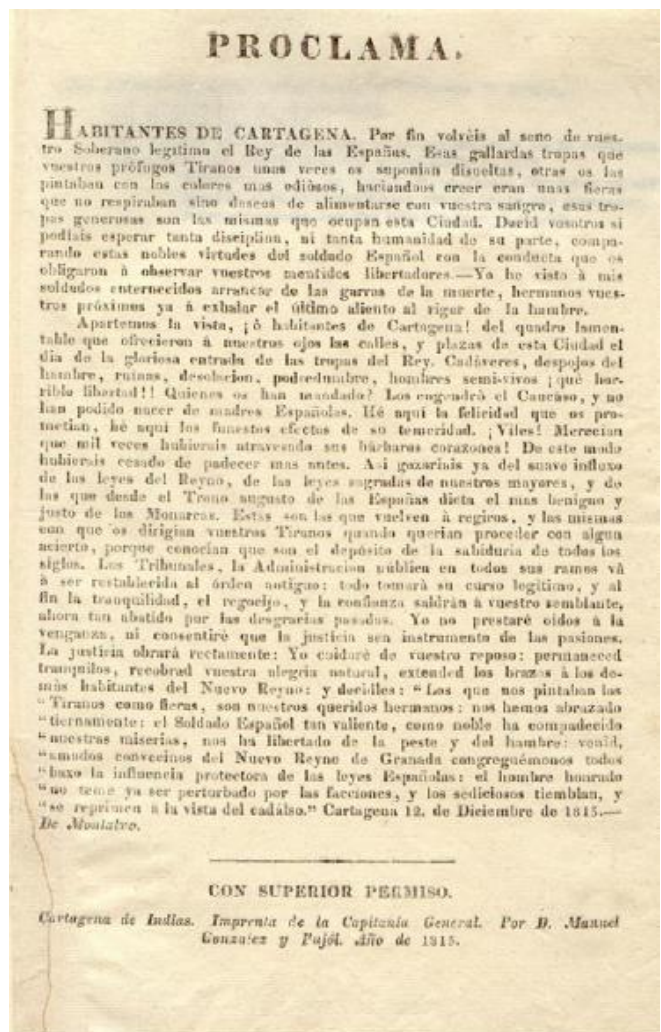 PROCLAMA.
HABITANTES DE CARTAGENA. Por fin volvéis al seno de vues-
tro Soberano legítimo el Rey de las Españas. Esas gallardas tropas que
vuestros prófugos Tiranos unas veces os suponían disueltas, otras os las
pintaban con los colores mas odiòsos, haciendoos creer eran unas fieras
que no respiraban sino deseos de alimentarse con vuestra sangre, esas tro-
pas generosas son las mismas que ocupan esta Ciudad. Decid vosotros si
podiais esperar tanta disciplina, ni tanta humanidad de su parte, compa-
rando estas nobles virtudes del soldado Español con la conducta que os
obligaron à observar vuestros mentidos libertadores.—Yo he visto à mis
soldados enternecidos arrancar de las garras de la muerte, hermanos vues-
tros próximos ya à exhalar el último aliento al rigor de la hambre.
Apartemos la vista, ¡ò habitantes de Cartagena! del quadro lamen-
table que ofrecieron à nuestros ojos las calles, y plazas de esta Ciudad el
dia de la gloriosa entrada de las tropas del Rey. Cadáveres, despojos del
hambre, ruinas, desolacion, podredumbre, hombres semi-vivos ¡què hor-
rible libertad!! Quienes os han mandado? Los engendrò el Caucàso, y no
han podido nacer de madres Españolas. Hé aquì la felicidad que os pro-
metian, hé aquì los funestos efectos de su temeridad. ¡Viles! Merecian
que mil veces hubierais atravesado sus bàrbaros corazones! De este modo
hubierais cesado de padecer mas antes. Asi gozariais ya del suave influxo
de las leyes del Reyno, de las leyes sagradas de nuestros mayores, y de
las que desde el Trono augusto de las Españas dicta el mas benigno y
justo de los Monarcas. Estas son las que vuelven à regiros, y las mismas
con que os dirigian vuestros Tiranos quando querian proceder con algun
acierto, porque conocian que son el depósito de la sabiduria de todos los
siglos. Los Tribunales, la Administracion publica en todos sus ramos vá
à ser restablecida al órden antiguo: todo tomarà su curso legìtimo, y al
fin la tranquilidad, el regocijo, y la confianza saldràn à vuestro semblante,
ahora tan abatido por las desgracias pasadas. Yo no prestaré oidos à la
venganza, ni consentiré que la justicia sea instrumento de las pasiones.
La justicia obrarà rectamente: Yo cuidaré de vuestro reposo: permaneced
tranquilos, recobrad vuestra alegria natural, extended los brazos à los de-
màs habitantes del Nuevo Reyno: y decidles: "Los que nos pintaban las
"Tiranos como fieras, son nuestros queridos hermanos: nos hemos abrazado
"tiernamente: el Soldado Español tan valiente, como noble ha compadecido
"nuestras miserias, nos ha libertado de la peste y del hambre: venid,
"amados convecinos del Nuevo Reyno de Granada congreguémonos todos
"baxo la influencia protectora de las leyes Españolas: el hombre honrado
"no teme ya ser perturbado por las facciones, y los sediciosos tiemblan, y
"se reprimen à la vista del cadàlso." Cartagena 12. de Diciembre de 1815.—
De Montalvo.
CON SUPERIOR PERMISO.
Cartagena de Indias. Imprenta de la Capitania General. Por D. Manuel
Gonzalez y Pujól. Año de 1815.